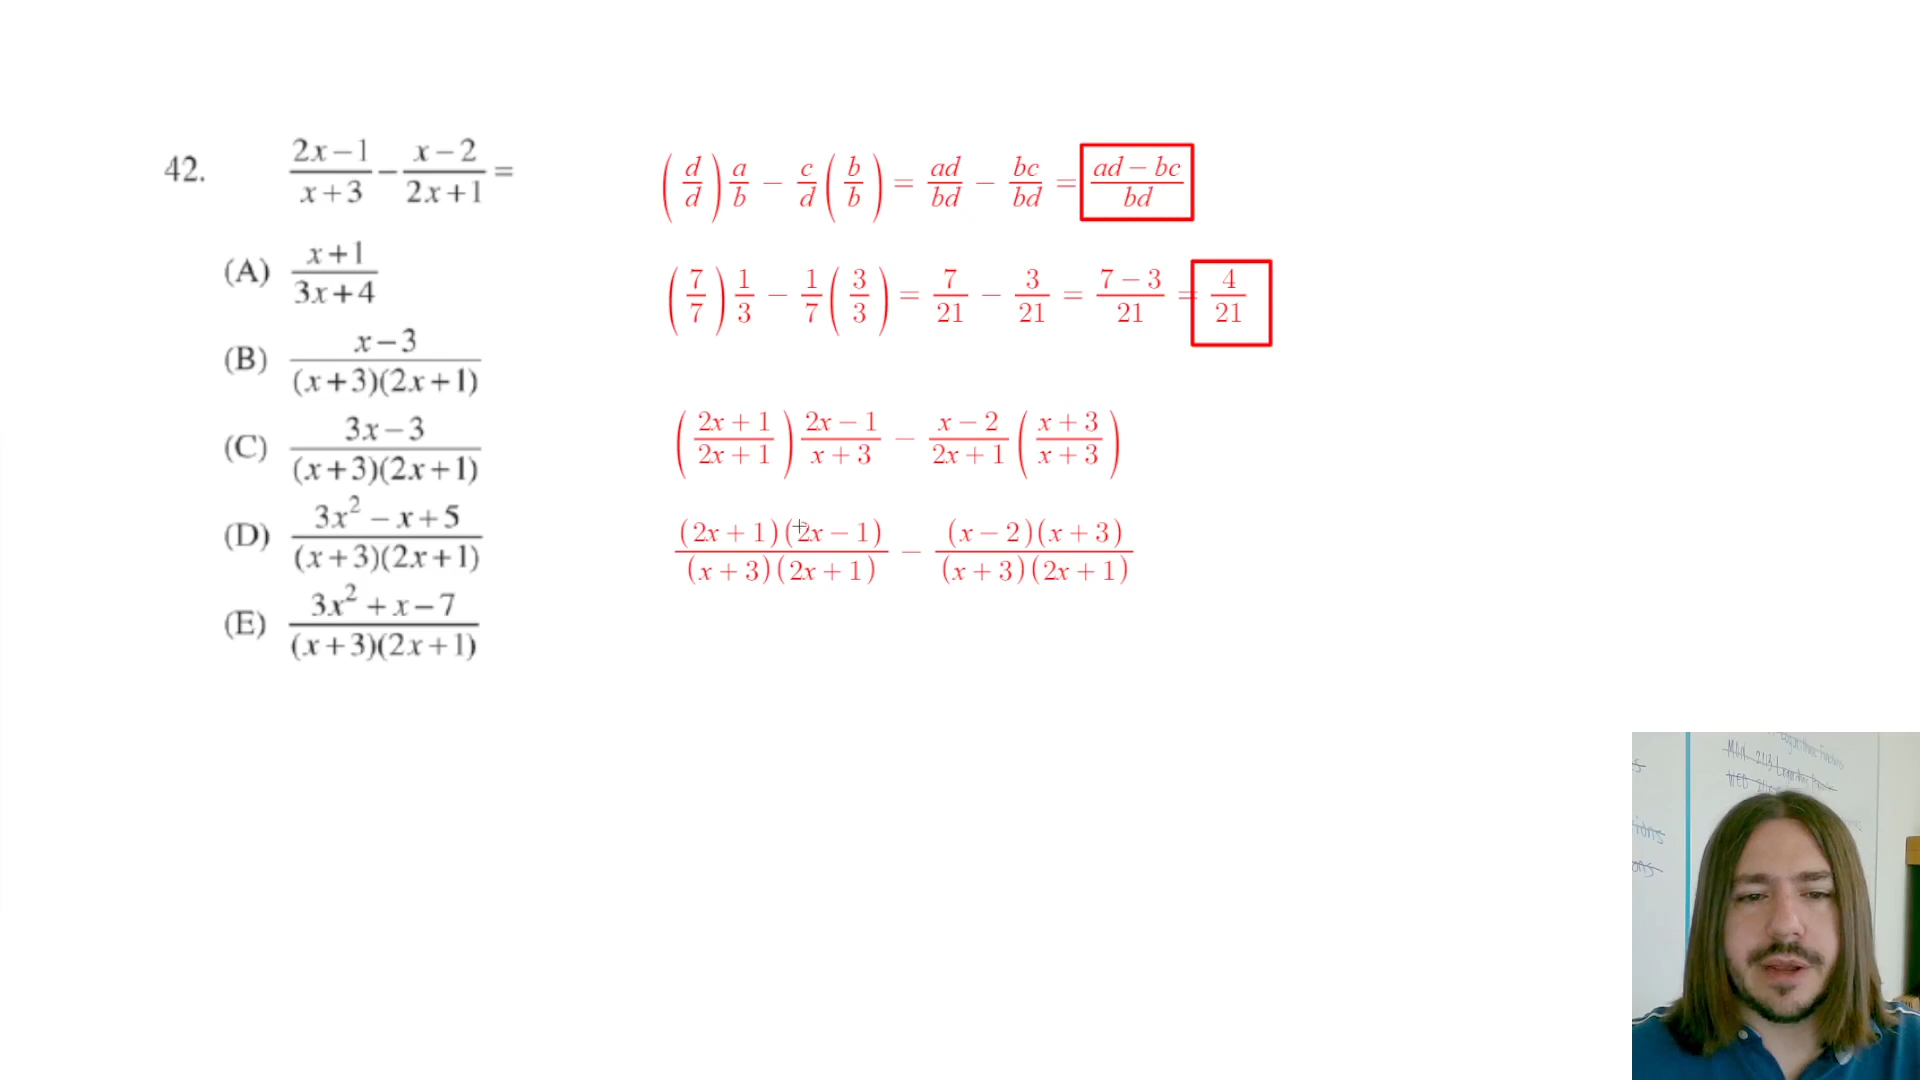 42. (2x−1)/(x+3) − (x−2)/(2x+1) =
(A) (x+1)/(3x+4)
(B) (x−3)/((x+3)(2x+1))
(C) (3x−3)/((x+3)(2x+1))
(D) (3x² − x+5)/((x+3)(2x+1))
(E) (3x² + x−7)/((x+3)(2x+1))
(d/d) a/b − c/d (b/b) = ad/bd − bc/bd = (ad − bc)/bd
(7/7) 1/3 − 1/7 (3/3) = 7/21 − 3/21 = (7 − 3)/21 = 4/21
((2x + 1)/(2x + 1)) (2x − 1)/(x + 3) − (x − 2)/(2x + 1) ((x + 3)/(x + 3))
((2x + 1)(2x − 1))/((x + 3)(2x + 1)) − ((x − 2)(x + 3))/((x + 3)(2x + 1))